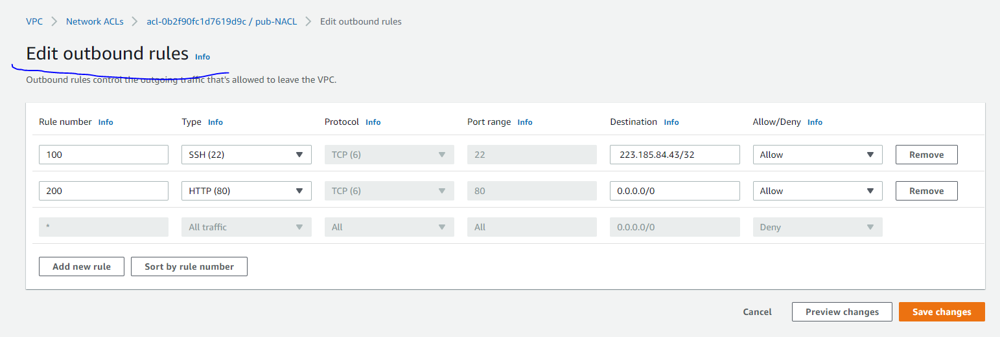 VPC > Network ACLs > acl-0b2f90fc1d7619d9c / pub-NACL > Edit outbound rules
Edit outbound rules Info
Outbound rules control the outgoing traffic that's allowed to leave the VPC.
Rule number Info Type Info Protocol Info Port range Info Destination Info Allow/Deny Info
100 SSH (22) TCP (6) 22 223.185.84.43/32 Allow Remove
200 HTTP (80) TCP (6) 80 0.0.0.0/0 Allow Remove
* All traffic All All 0.0.0.0/0 Deny
Add new rule Sort by rule number
Cancel Preview changes Save changes